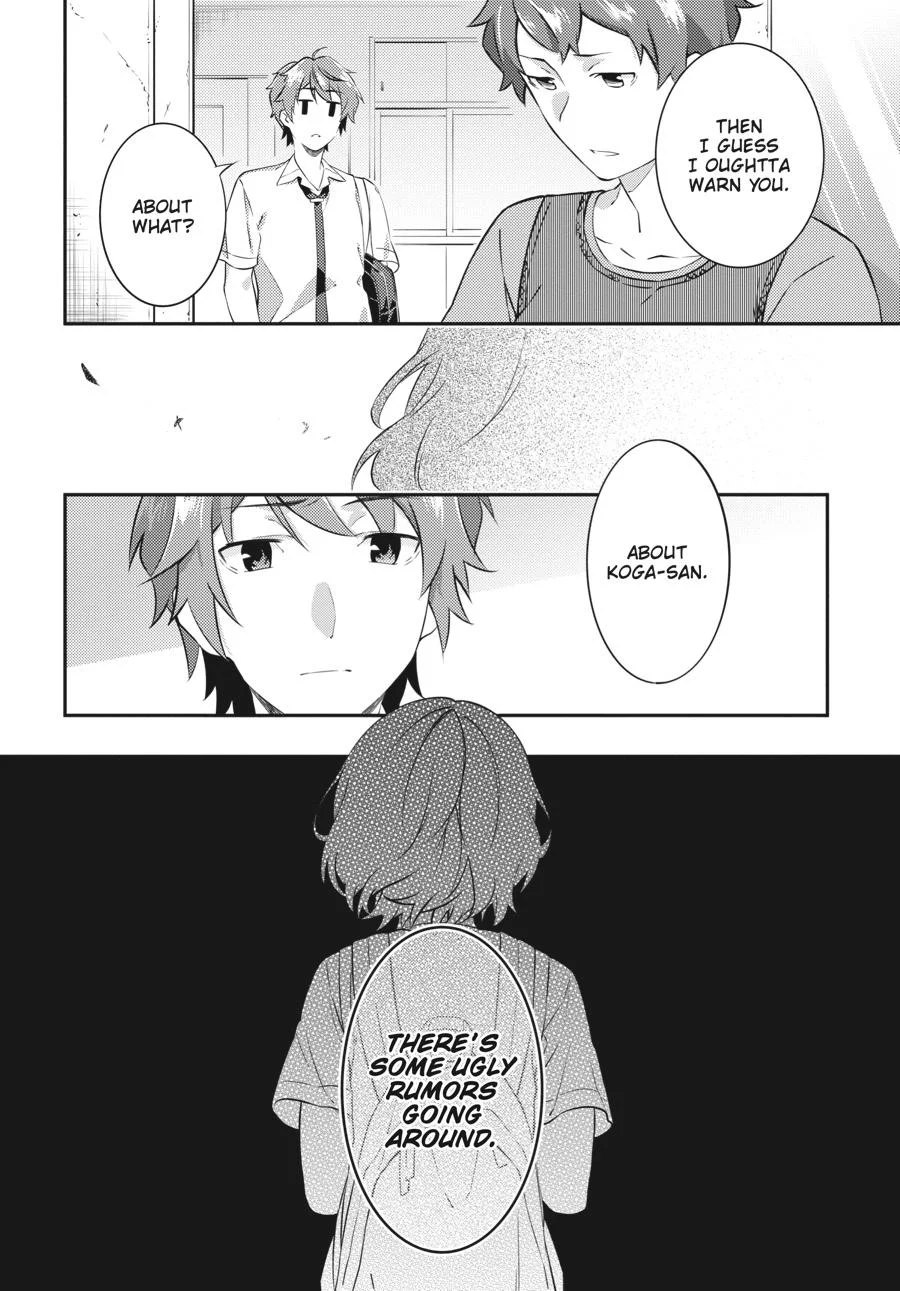 THEN
I GUESS
I OUGHTTA
WARN YOU.
ABOUT
WHAT?
ABOUT
KOGA-SAN.
THERE'S
SOME UGLY
RUMORS
GOING
AROUND.